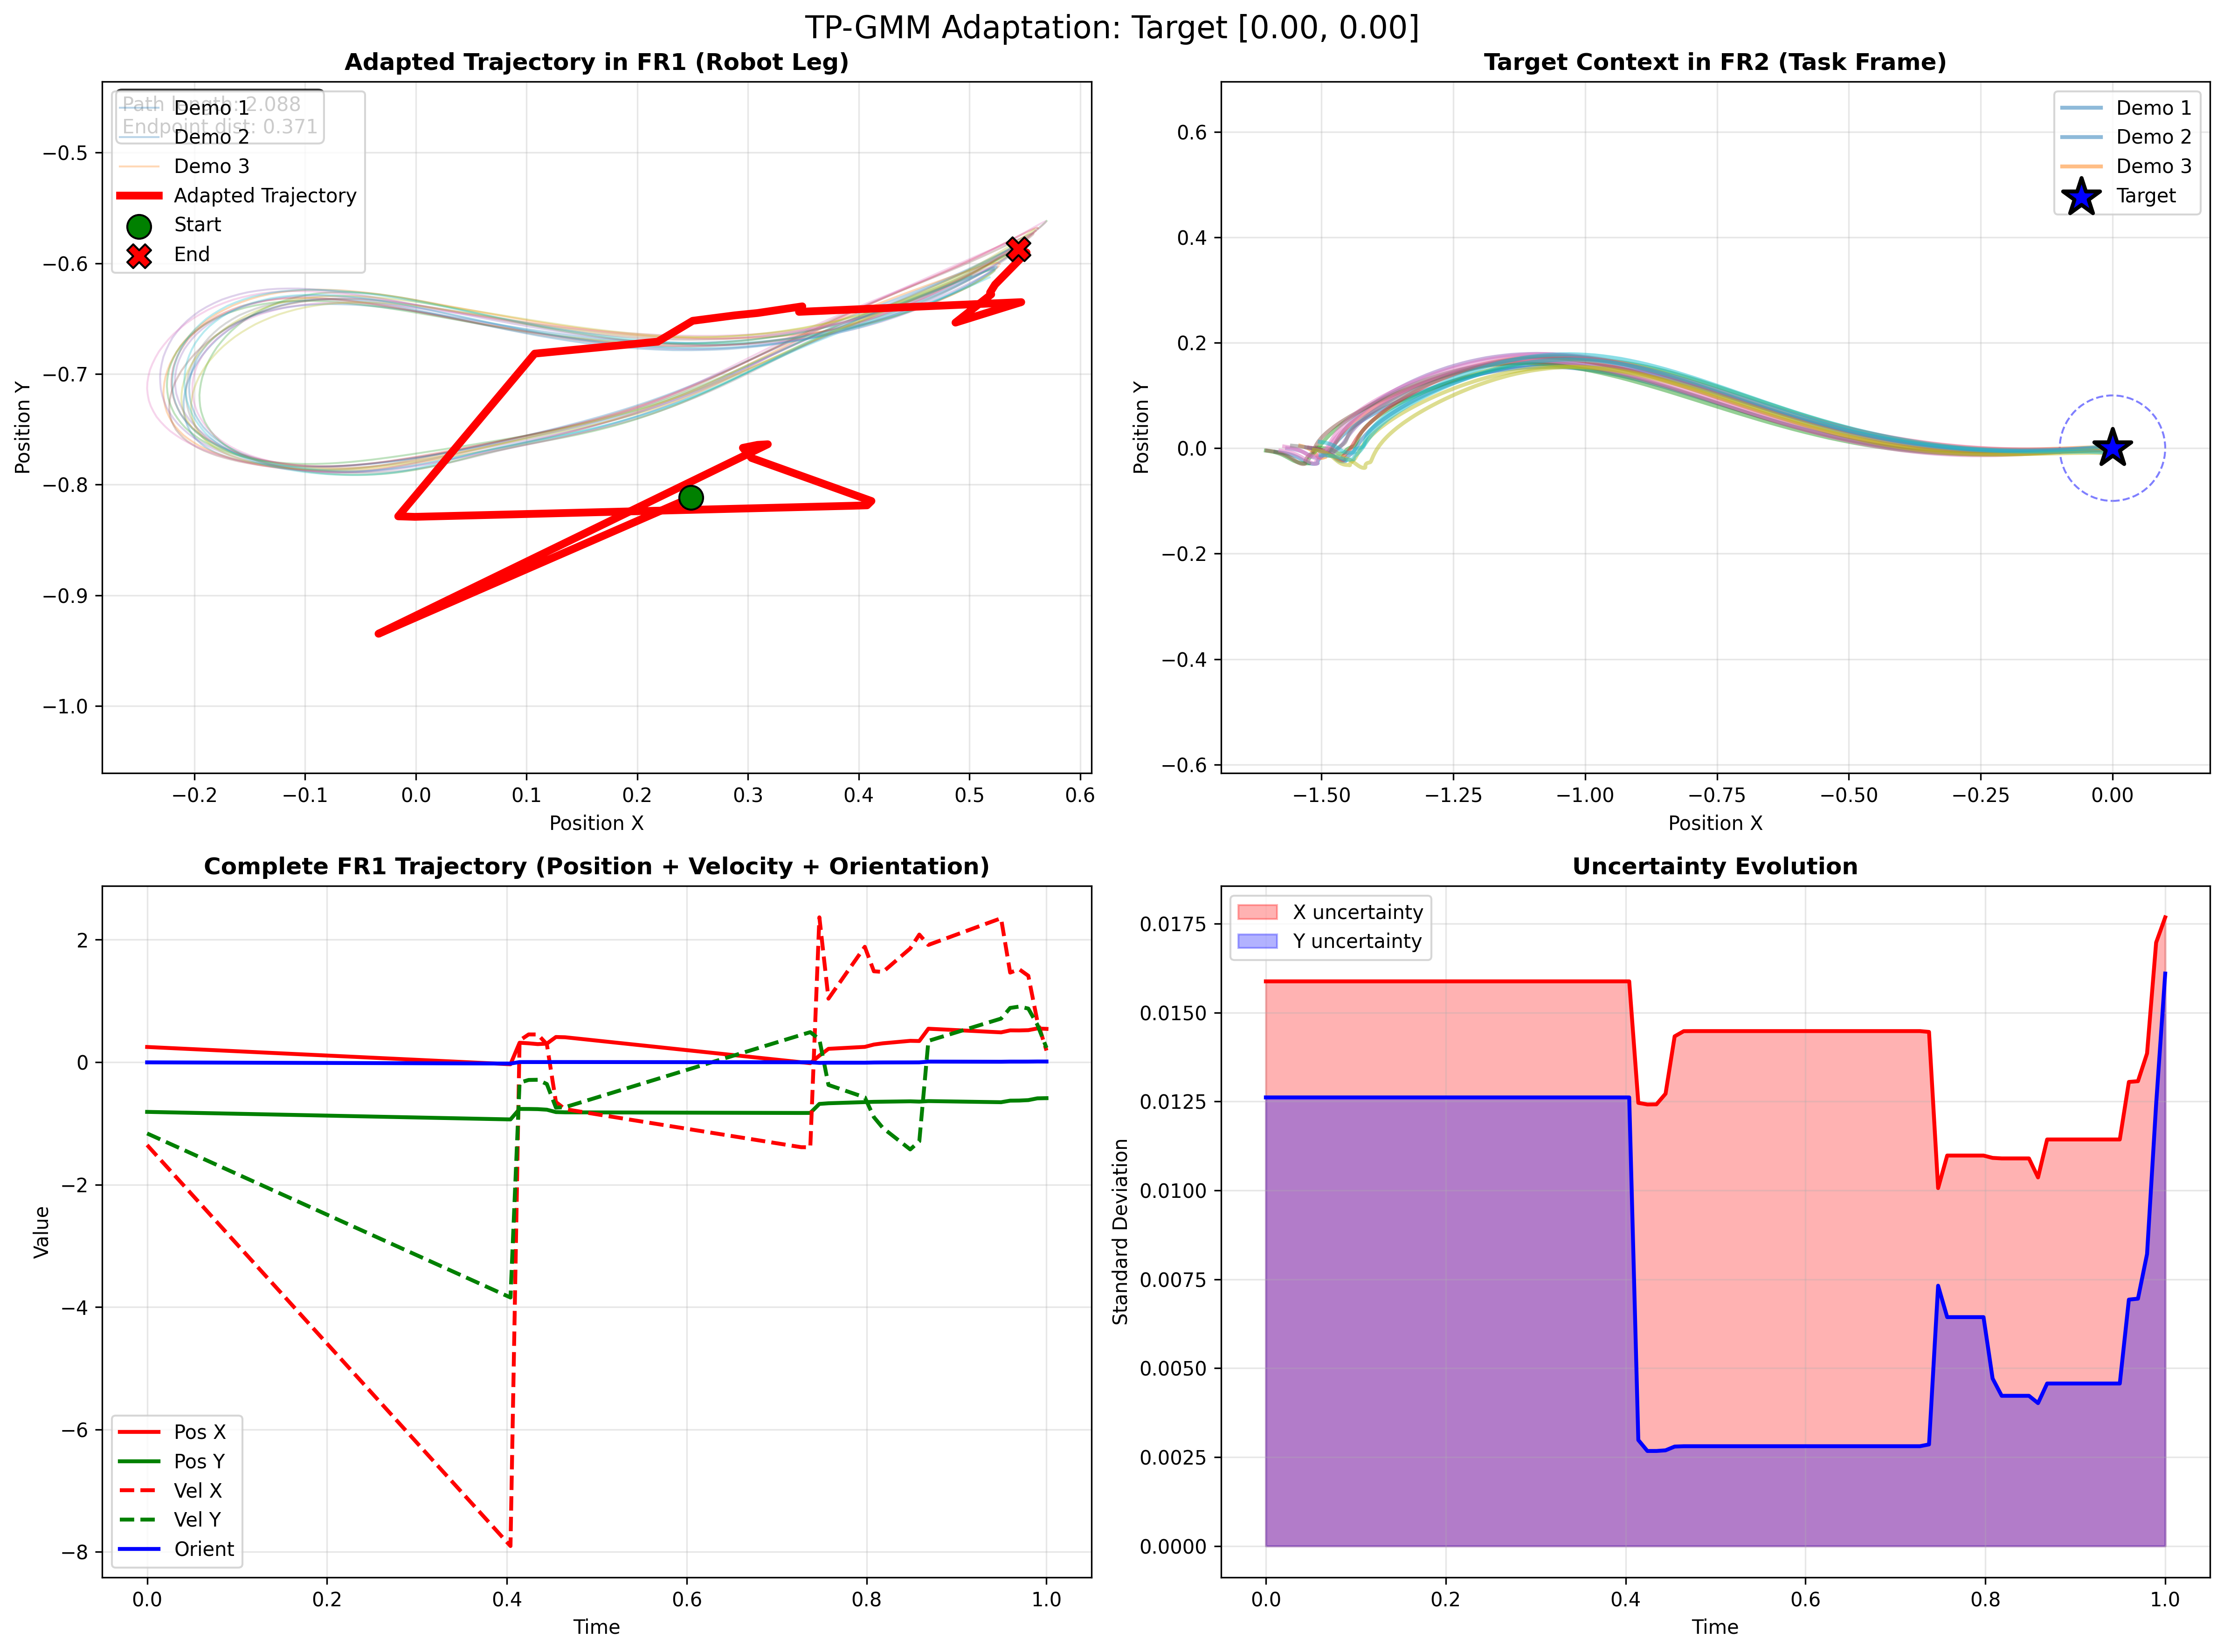 TP-GMM Adaptation: Target [0.00, 0.00]
Adapted Trajectory in FR1 (Robot Leg)
Path length: 2.088
Endpoint dist: 0.371
Demo 1
Demo 2
Demo 3
Adapted Trajectory
Start
End
−0.5
−0.6
−0.7
−0.8
−0.9
−1.0
Position Y
−0.2
−0.1
0.0
0.1
0.2
0.3
0.4
0.5
0.6
Position X
Target Context in FR2 (Task Frame)
Demo 1
Demo 2
Demo 3
Target
0.6
0.4
0.2
0.0
−0.2
−0.4
−0.6
Position Y
−1.50
−1.25
−1.00
−0.75
−0.50
−0.25
0.00
Position X
Complete FR1 Trajectory (Position + Velocity + Orientation)
2
0
−2
−4
−6
−8
Value
Pos X
Pos Y
Vel X
Vel Y
Orient
0.0
0.2
0.4
0.6
0.8
1.0
Time
Uncertainty Evolution
X uncertainty
Y uncertainty
0.0175
0.0150
0.0125
0.0100
0.0075
0.0050
0.0025
0.0000
Standard Deviation
0.0
0.2
0.4
0.6
0.8
1.0
Time